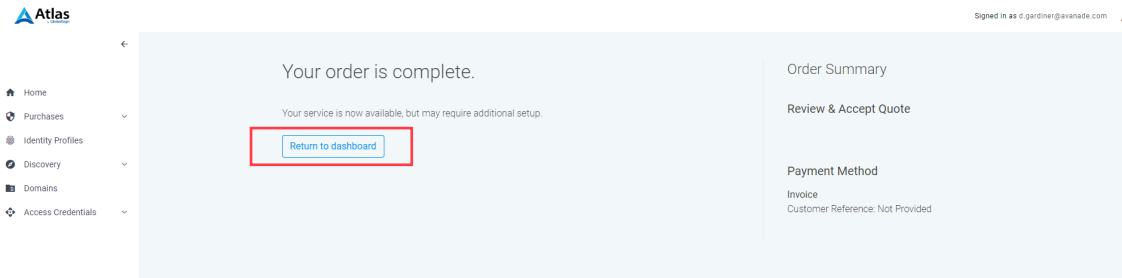 Atlas
by GlobalSign
Signed in as d.gardiner@avanade.com
Home
Purchases
Identity Profiles
Discovery
Domains
Access Credentials
Your order is complete.
Your service is now available, but may require additional setup.
Return to dashboard
Order Summary
Review & Accept Quote
Payment Method
Invoice
Customer Reference: Not Provided